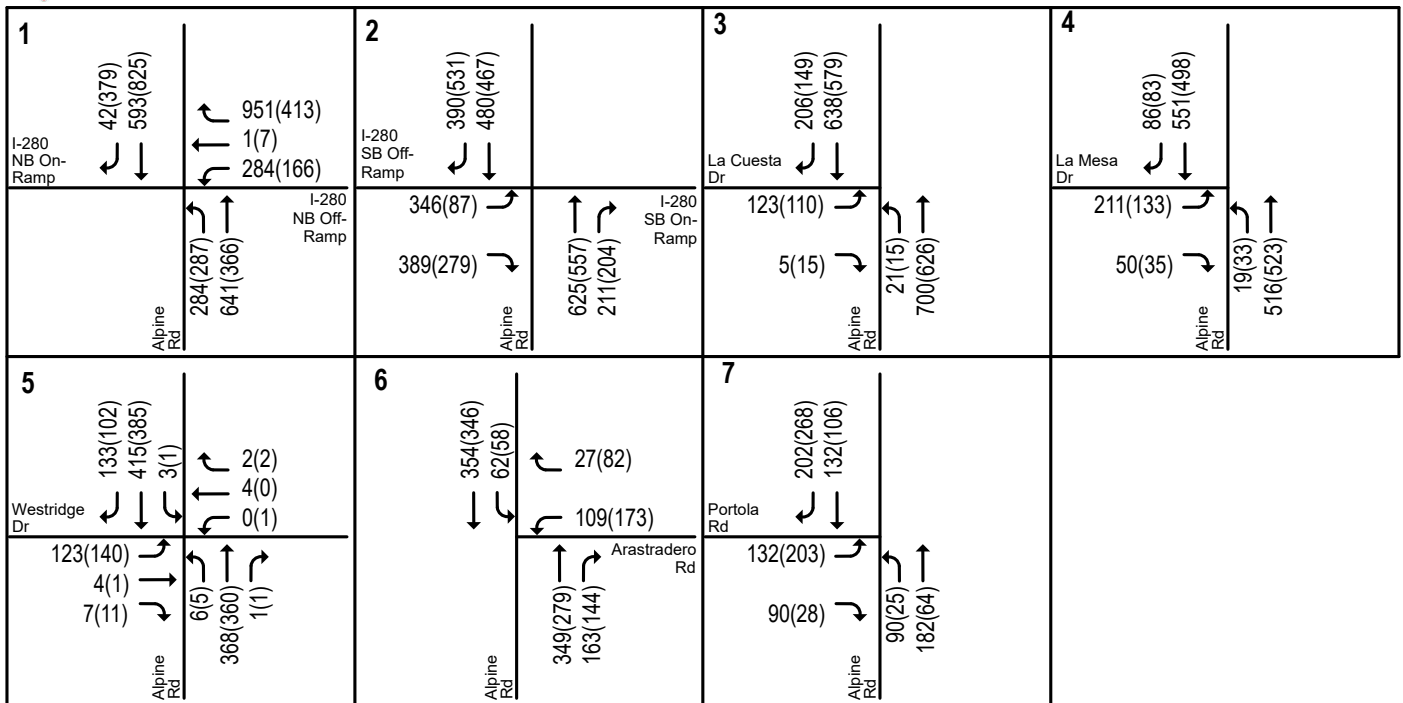 1
42(379)
593(825)
951(413)
1(7)
284(166)
I-280
NB On-
Ramp
I-280
NB Off-
Ramp
284(287)
641(366)
Alpine
Rd
2
390(531)
480(467)
I-280
SB Off-
Ramp
346(87)
389(279)
I-280
SB On-
Ramp
625(557)
211(204)
Alpine
Rd
3
206(149)
638(579)
La Cuesta
Dr
123(110)
5(15)
21(15)
700(626)
Alpine
Rd
4
86(83)
551(498)
La Mesa
Dr
211(133)
50(35)
19(33)
516(523)
Alpine
Rd
5
133(102)
415(385)
3(1)
2(2)
4(0)
0(1)
Westridge
Dr
123(140)
4(1)
7(11)
6(5)
368(360)
1(1)
Alpine
Rd
6
354(346)
62(58)
27(82)
109(173)
Arastradero
Rd
349(279)
163(144)
Alpine
Rd
7
202(268)
132(106)
Portola
Rd
132(203)
90(28)
90(25)
182(64)
Alpine
Rd